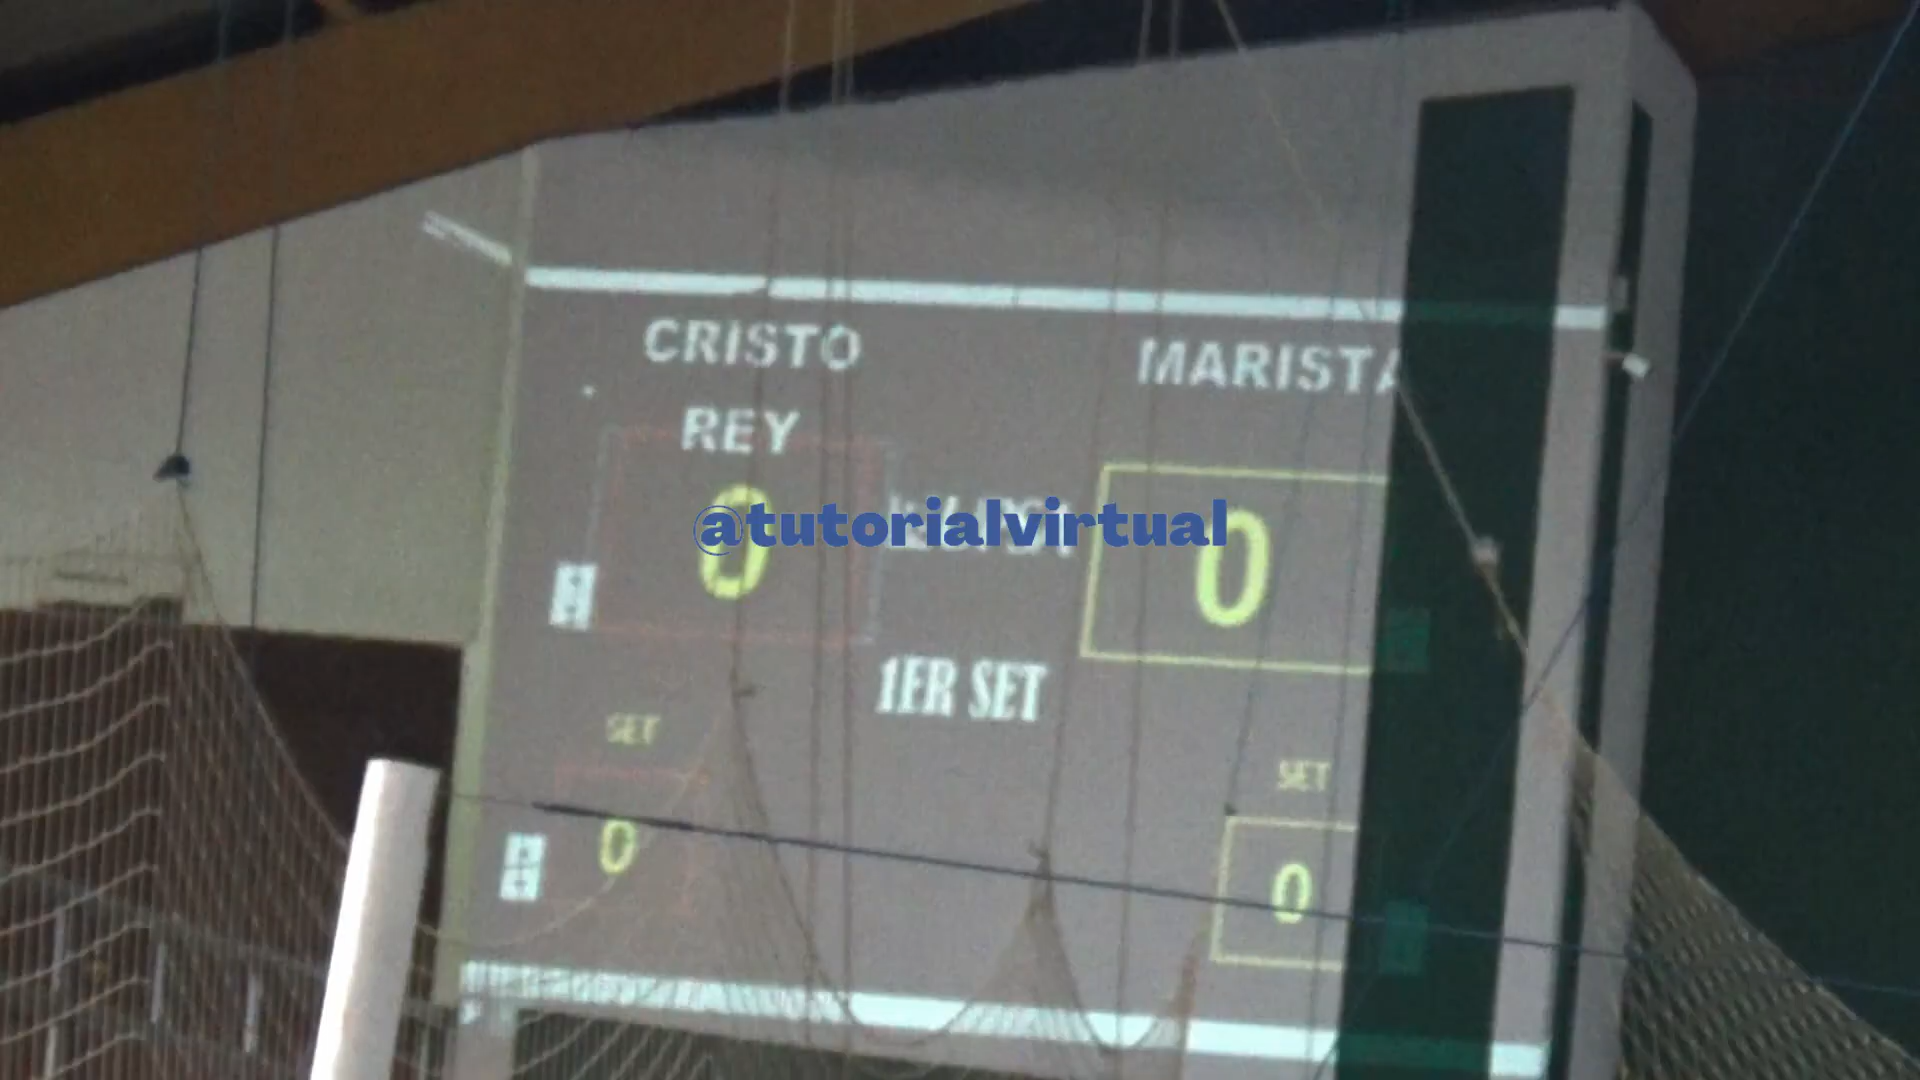 CRISTO
REY
MARISTA
0
0
@tutorialvirtual
1ER SET
SET
SET
0
0